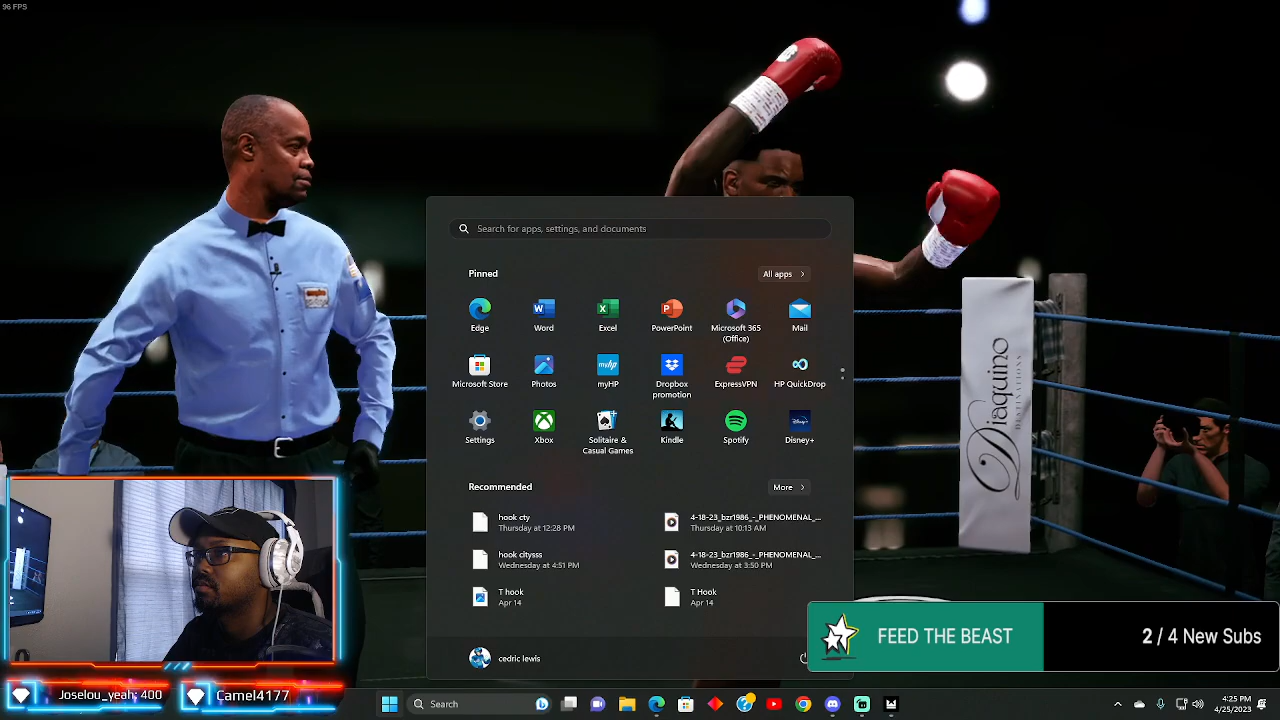 96 FPS
Search for apps, settings, and documents
Pinned
All apps
Edge
Word
Excel
PowerPoint
Microsoft 365
(Office)
Mail
Microsoft Store
Photos
myHP
Dropbox
promotion
ExpressVPN
HP QuickDrop
Settings
Xbox
Solitaire &
Casual Games
Kindle
Spotify
Disney+
Recommended
More
hook cty
Thursday at 12:28 PM
4-18-23_bzr1986_-_PHENOMENAL_...
Thursday at 10:13 AM
hook citysss
Wednesday at 4:51 PM
4-18-23_bzr1986_-_PHENOMENAL_...
Wednesday at 3:50 PM
T hook
Apr 14
T Hook
Apr 14
cedric lewis
Diaquino
DESTINATIONS
FEED THE BEAST
2 / 4 New Subs
Joselou_yeah: 400
Camel4177
Search
4:25 PM
4/25/2023